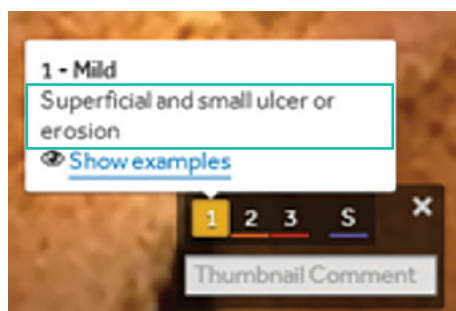 1 - Mild
Superficial and small ulcer or
erosion
Show examples
1 2 3 S ×
Thumbnail Comment